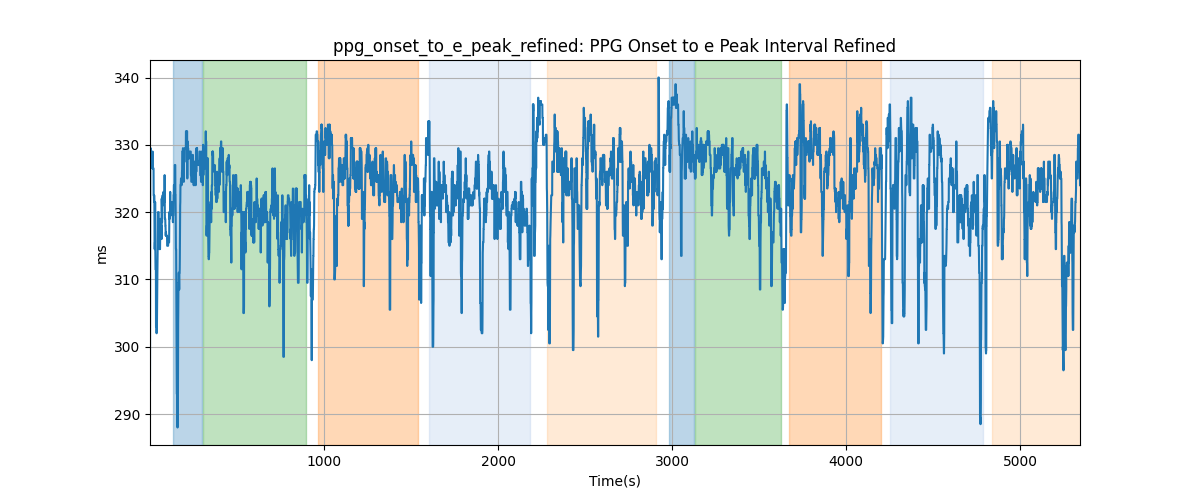 ppg_onset_to_e_peak_refined: PPG Onset to e Peak Interval Refined
340
330
320
310
300
290
ms
1000 2000 3000 4000 5000
Time(s)